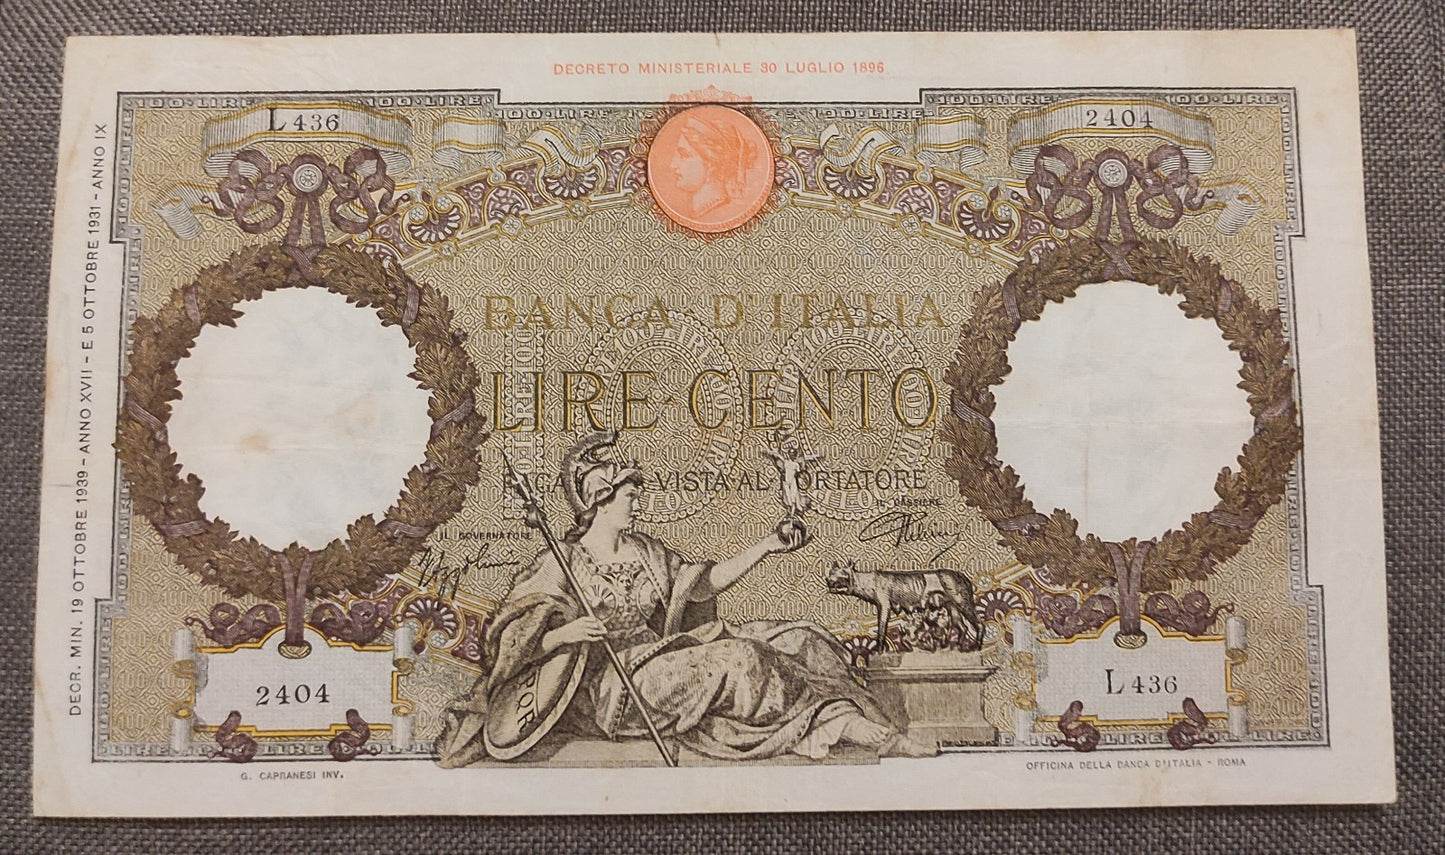 DECRETO MINISTERIALE 30 LUGLIO 1896
L 436
2404
DECR. MIN. 19 OTTOBRE 1939 - ANNO XVII - E 5 OTTOBRE 1931 - ANNO IX
BANCA D'ITALIA
LIRE CENTO
VISTA AL PORTATORE
IL CASSIERE
IL GOVERNATORE
2404
L 436
G. CAPRANESI INV.
OFFICINA DELLA BANCA D'ITALIA - ROMA